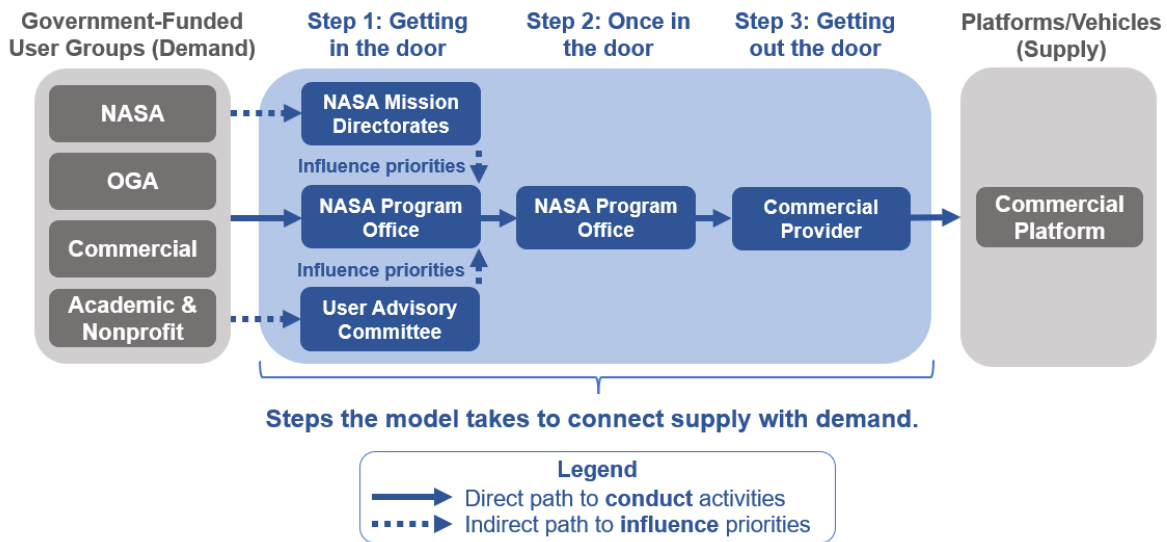 Government-Funded
User Groups (Demand)
Step 1: Getting
in the door
Step 2: Once in
the door
Step 3: Getting
out the door
Platforms/Vehicles
(Supply)
NASA
OGA
Commercial
Academic &
Nonprofit
NASA Mission
Directorates
Influence priorities
NASA Program
Office
Influence priorities
User Advisory
Committee
NASA Program
Office
Commercial
Provider
Commercial
Platform
Steps the model takes to connect supply with demand.
Legend
Direct path to conduct activities
Indirect path to influence priorities